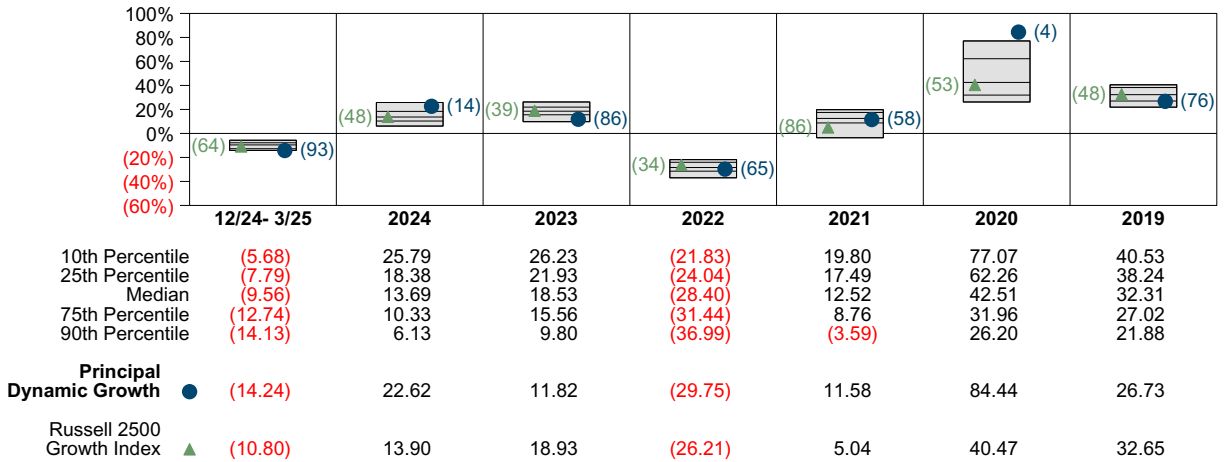 100%
80%
60%
40%
20%
0%
(20%)
(40%)
(60%)
(64) (93)
(48) (14)
(39) (86)
(34) (65)
(86) (58)
(53) (4)
(48) (76)
12/24- 3/25 2024 2023 2022 2021 2020 2019
10th Percentile (5.68) 25.79 26.23 (21.83) 19.80 77.07 40.53
25th Percentile (7.79) 18.38 21.93 (24.04) 17.49 62.26 38.24
Median (9.56) 13.69 18.53 (28.40) 12.52 42.51 32.31
75th Percentile (12.74) 10.33 15.56 (31.44) 8.76 31.96 27.02
90th Percentile (14.13) 6.13 9.80 (36.99) (3.59) 26.20 21.88
Principal
Dynamic Growth (14.24) 22.62 11.82 (29.75) 11.58 84.44 26.73
Russell 2500
Growth Index (10.80) 13.90 18.93 (26.21) 5.04 40.47 32.65